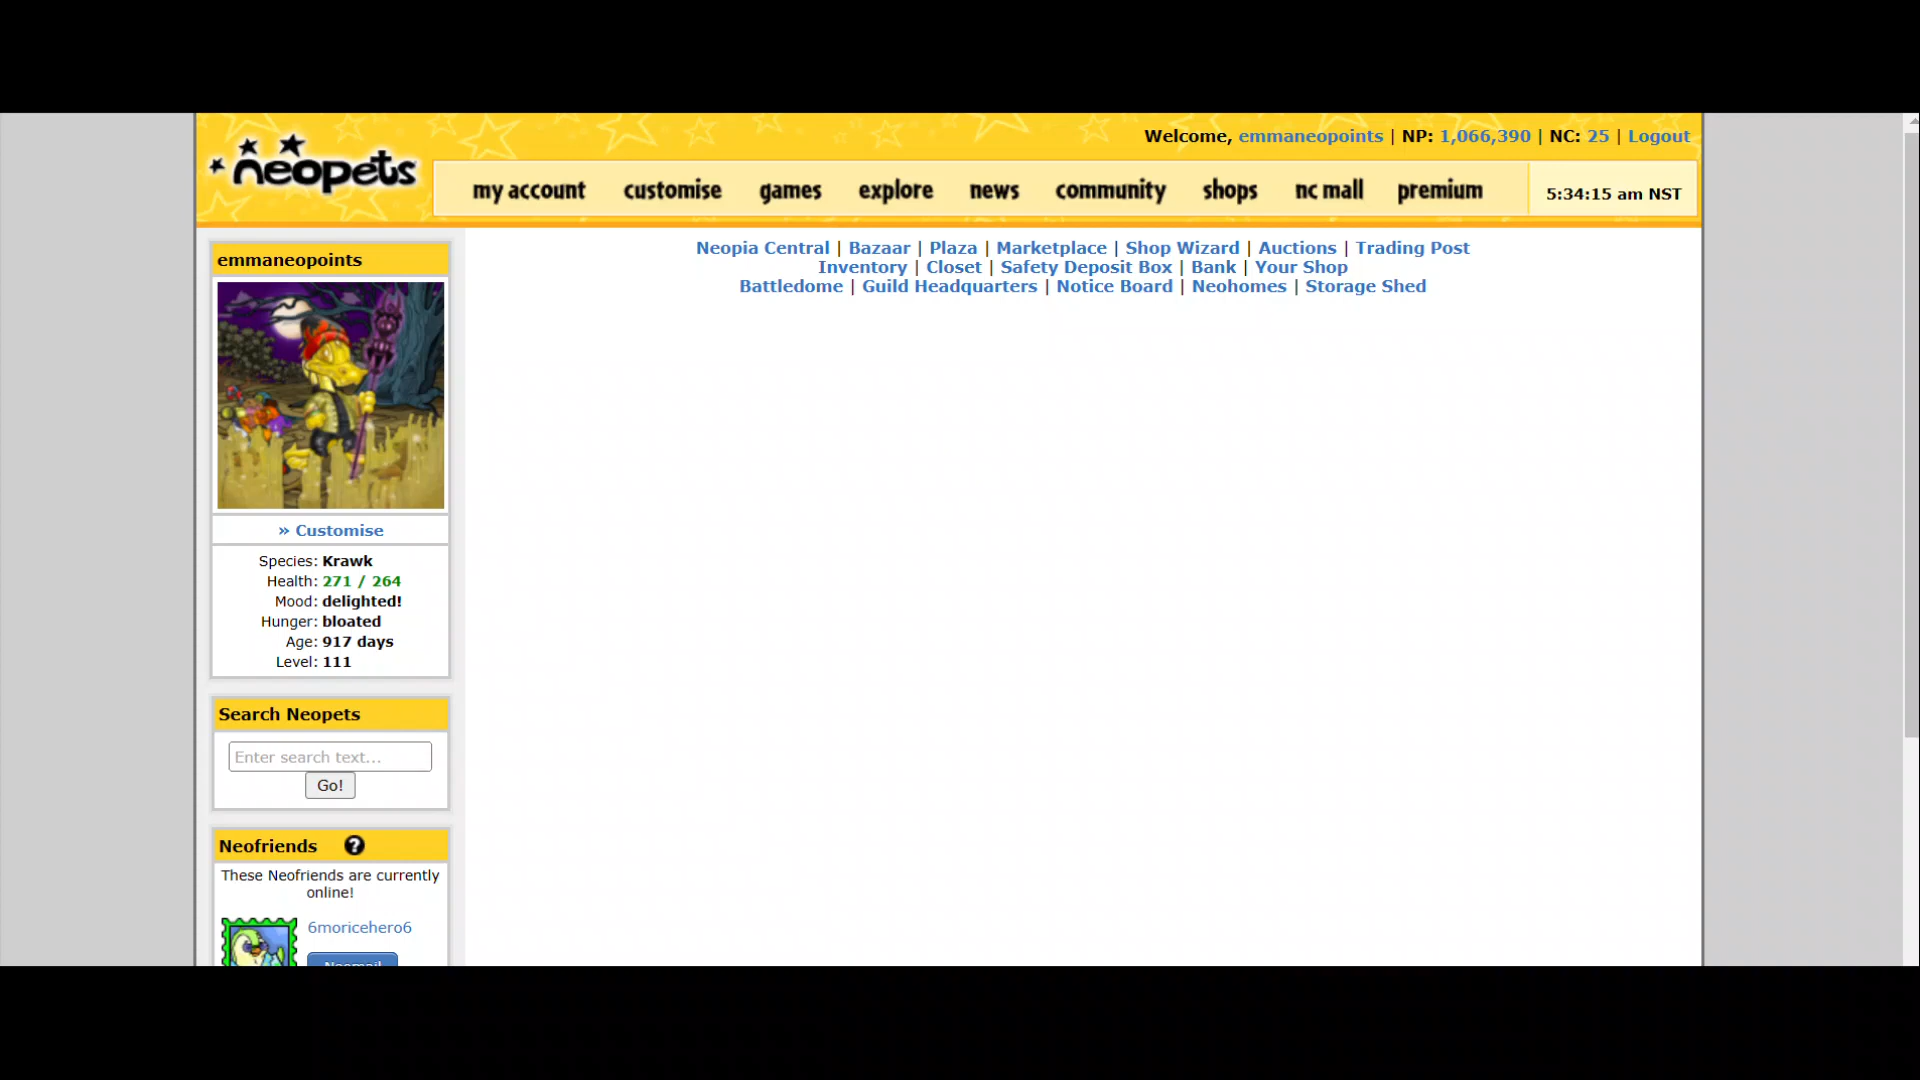 neopets
Welcome, emmaneopoints | NP: 1,066,390 | NC: 25 | Logout
my account customise games explore news community shops nc mall premium 5:34:15 am NST
Neopia Central | Bazaar | Plaza | Marketplace | Shop Wizard | Auctions | Trading Post
Inventory | Closet | Safety Deposit Box | Bank | Your Shop
Battledome | Guild Headquarters | Notice Board | Neohomes | Storage Shed
emmaneopoints
» Customise
Species: Krawk
Health: 271 / 264
Mood: delighted!
Hunger: bloated
Age: 917 days
Level: 111
Search Neopets
Enter search text...
Go!
Neofriends ?
These Neofriends are currently
online!
6moricehero6
Neomail